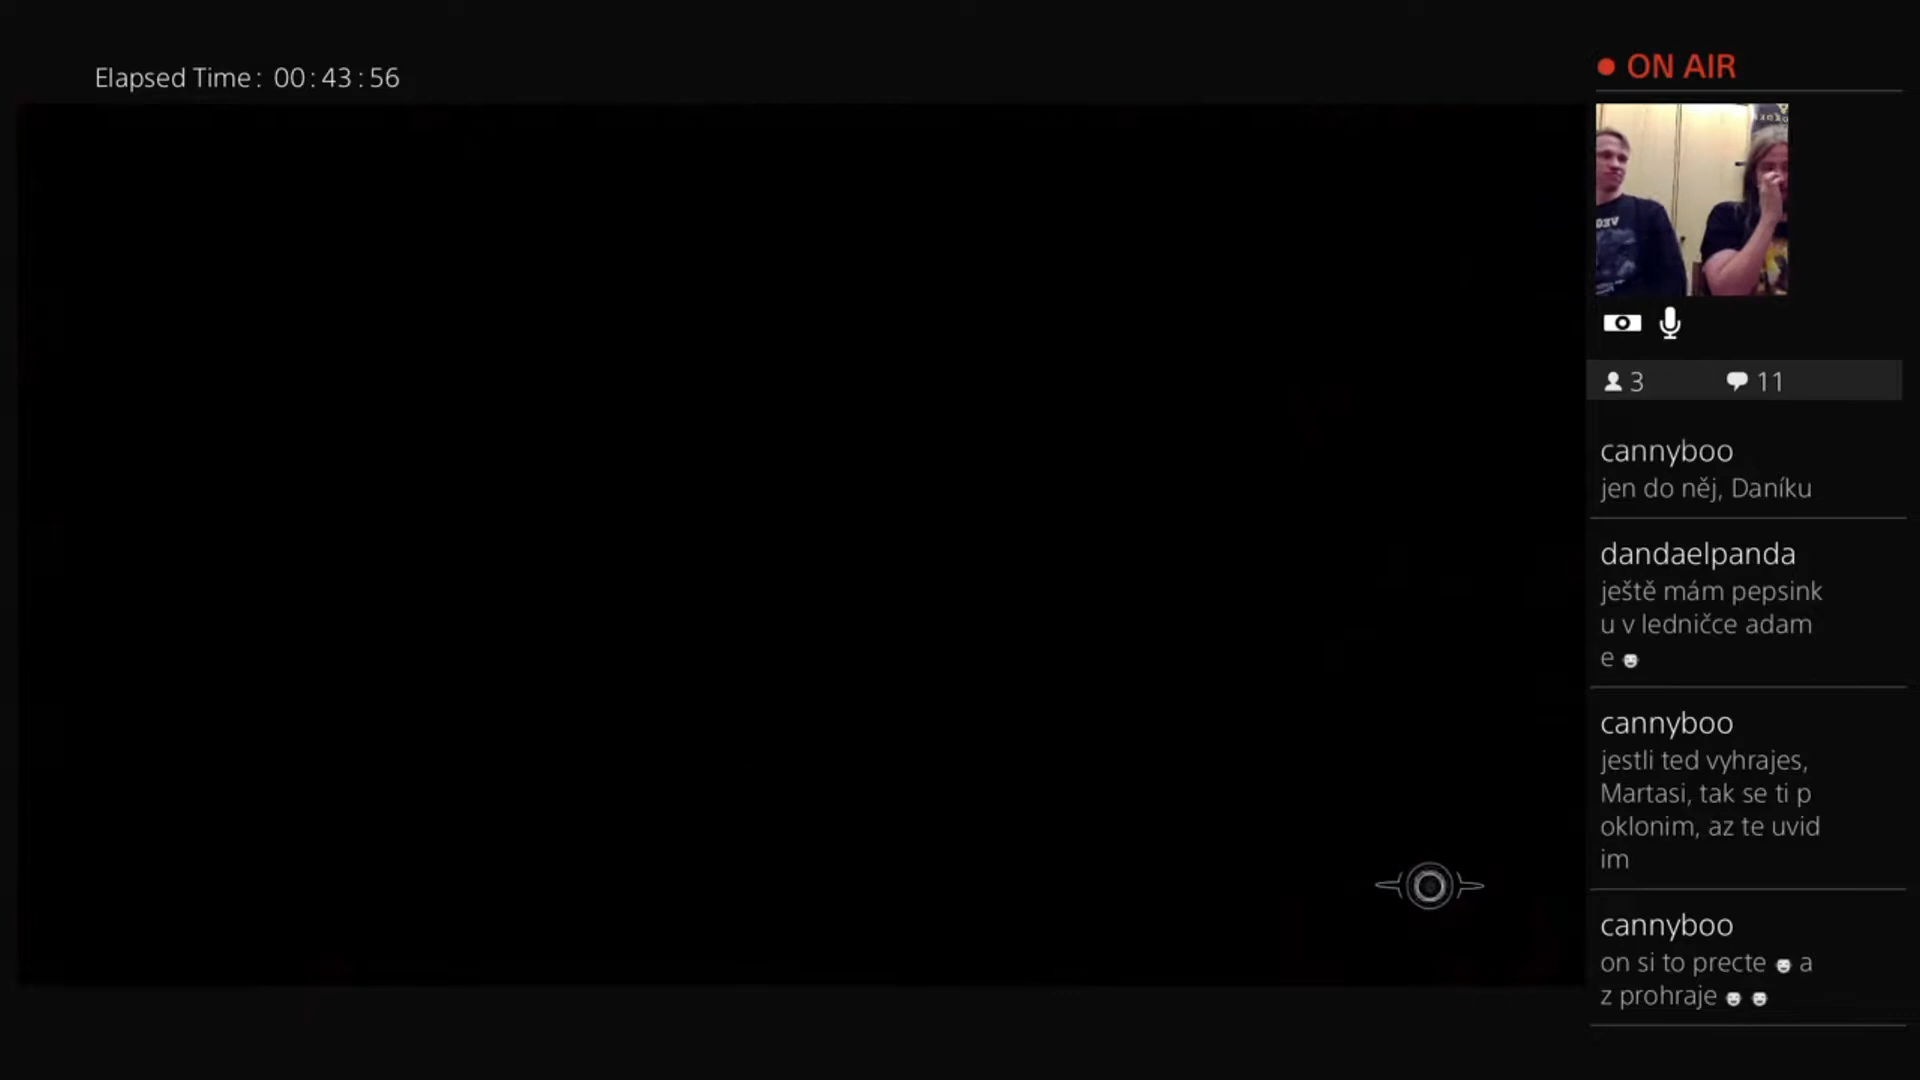 Elapsed Time: 00:43:56
ON AIR
3 11
cannyboo
jen do něj, Daníku
dandaelpanda
ještě mám pepsink
u v ledničce adam
e
cannyboo
jestli ted vyhrajes,
Martasi, tak se ti p
oklonim, az te uvid
im
cannyboo
on si to precte a
z prohraje